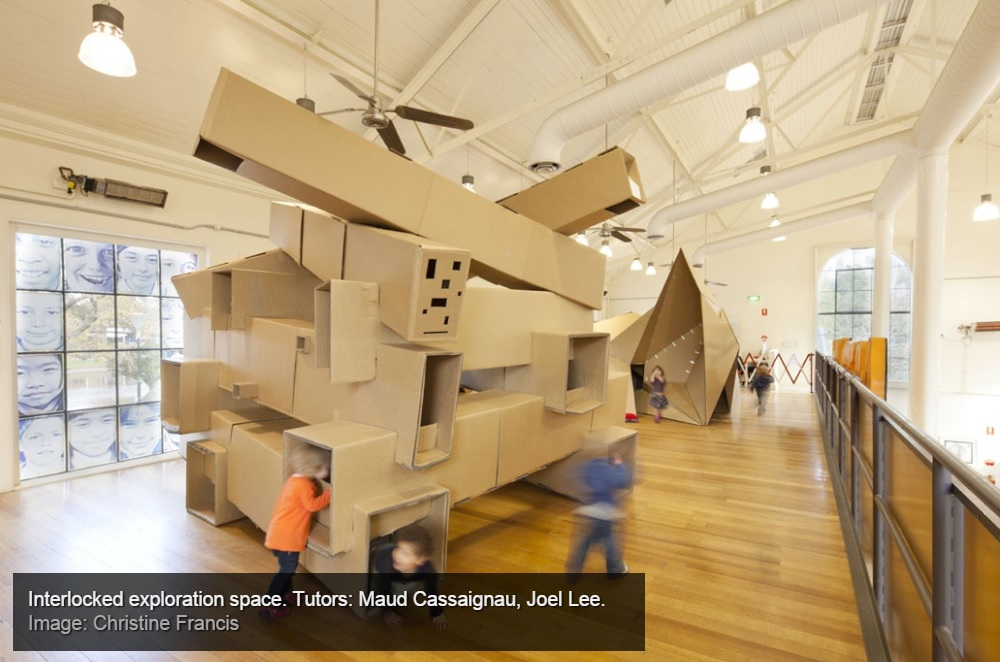 Interlocked exploration space. Tutors: Maud Cassaignau, Joel Lee.
Image: Christine Francis